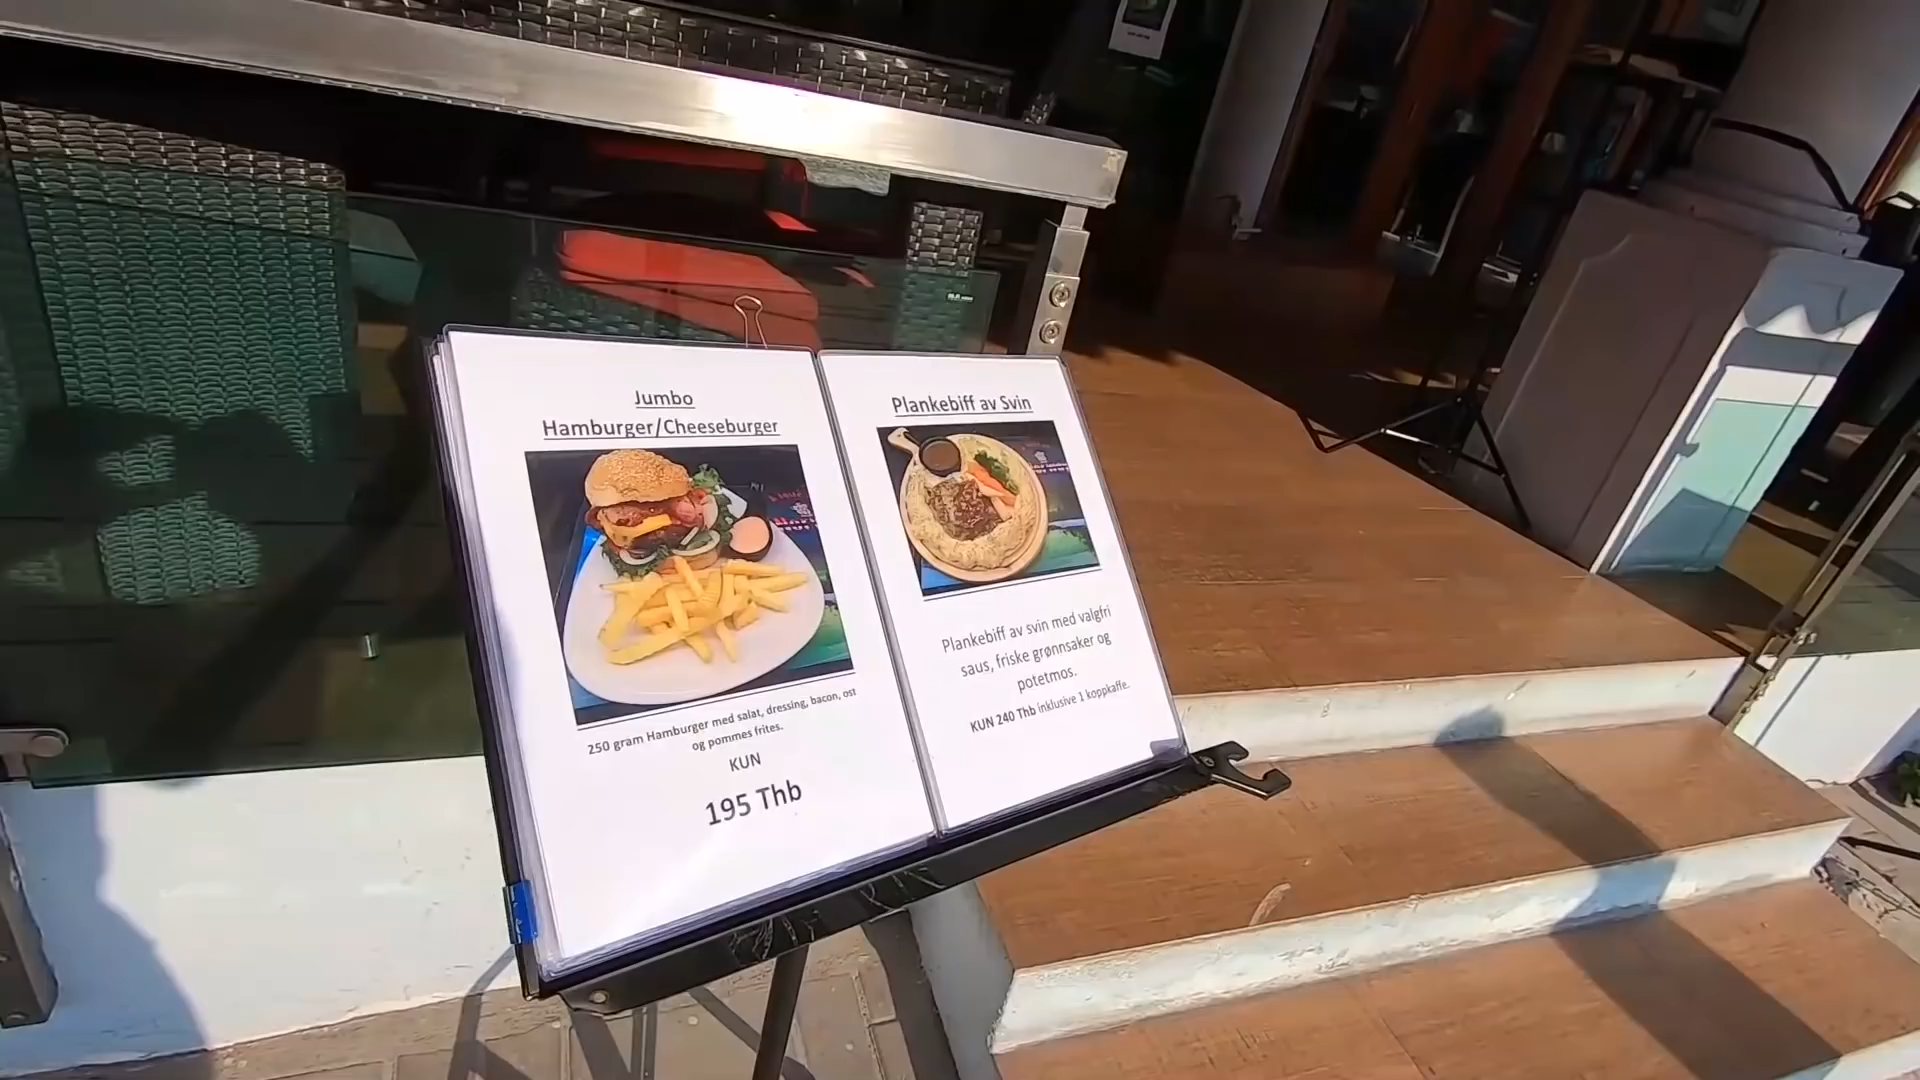 Jumbo
Hamburger/Cheeseburger
250 gram Hamburger med salat, dressing, bacon, ost
og pommes frites.
KUN
195 Thb
Plankebiff av Svin
Plankebiff av svin med valgfri
saus, friske grønnsaker og
potetmos.
KUN 240 Thb inklusive 1 koppkaffe.